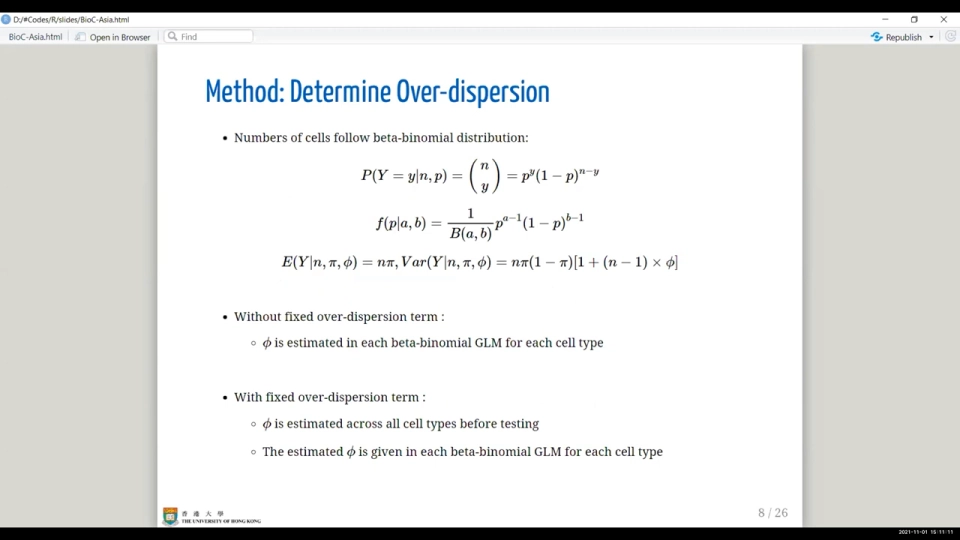 D:/#Codes/R/slides/BioC-Asia.html
BioC-Asia.html Open in Browser Find Republish
Method: Determine Over-dispersion
• Numbers of cells follow beta-binomial distribution:
P(Y = y|n, p) = (n y) = p^y(1 − p)^{n−y}
f(p|a, b) = 1/B(a, b) p^{a−1}(1 − p)^{b−1}
E(Y|n, π, ϕ) = nπ, Var(Y|n, π, ϕ) = nπ(1 − π)[1 + (n − 1) × ϕ]
• Without fixed over-dispersion term :
◦ ϕ is estimated in each beta-binomial GLM for each cell type
• With fixed over-dispersion term :
◦ ϕ is estimated across all cell types before testing
◦ The estimated ϕ is given in each beta-binomial GLM for each cell type
香港大學
THE UNIVERSITY OF HONG KONG
8 / 26
2021-11-01 15:11:11